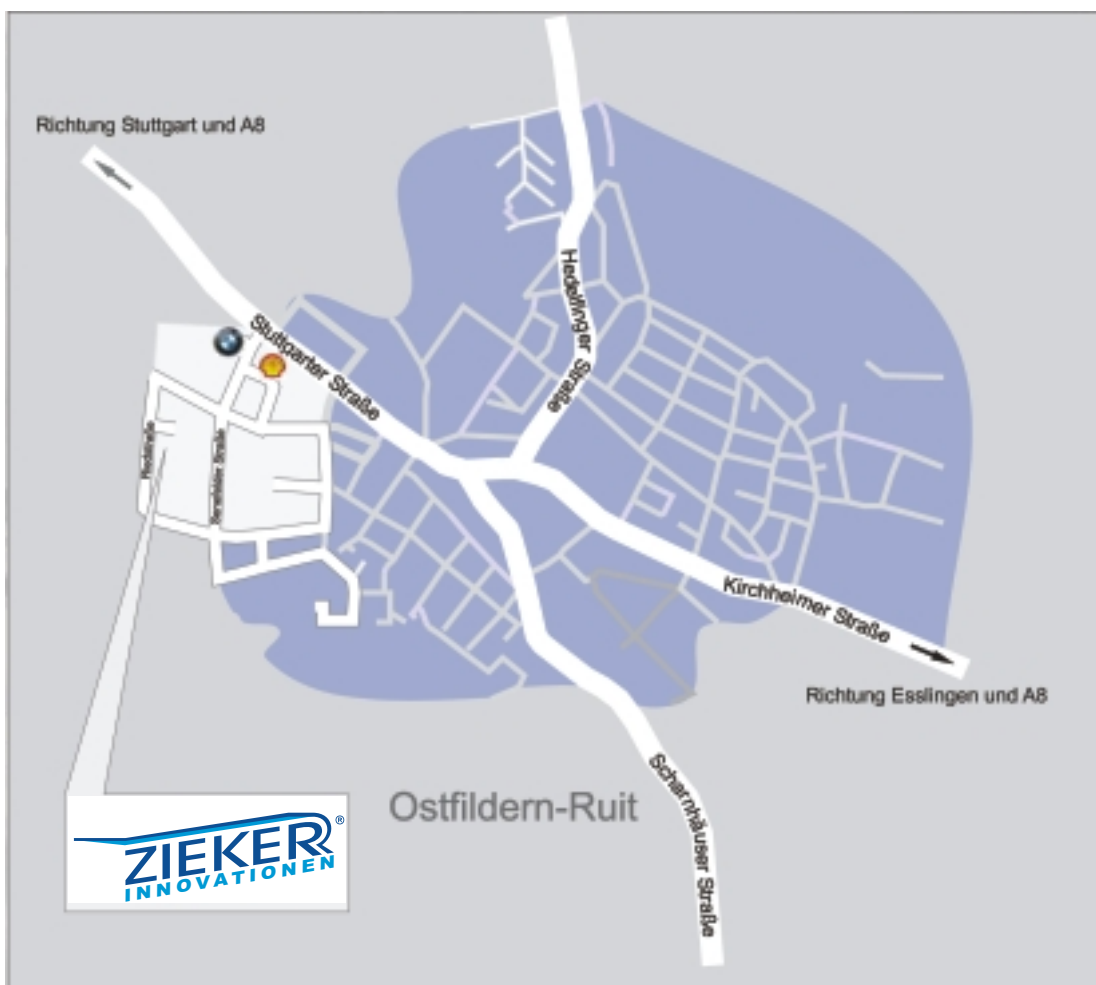 Richtung Stuttgart und A8
Hedelfinger Straße
Stuttgarter Straße
Riedstraße
Kirchheimer Straße
Richtung Esslingen und A8
Scharnhäuser Straße
Ostfildern-Ruit
ZIEKER®
INNOVATIONEN